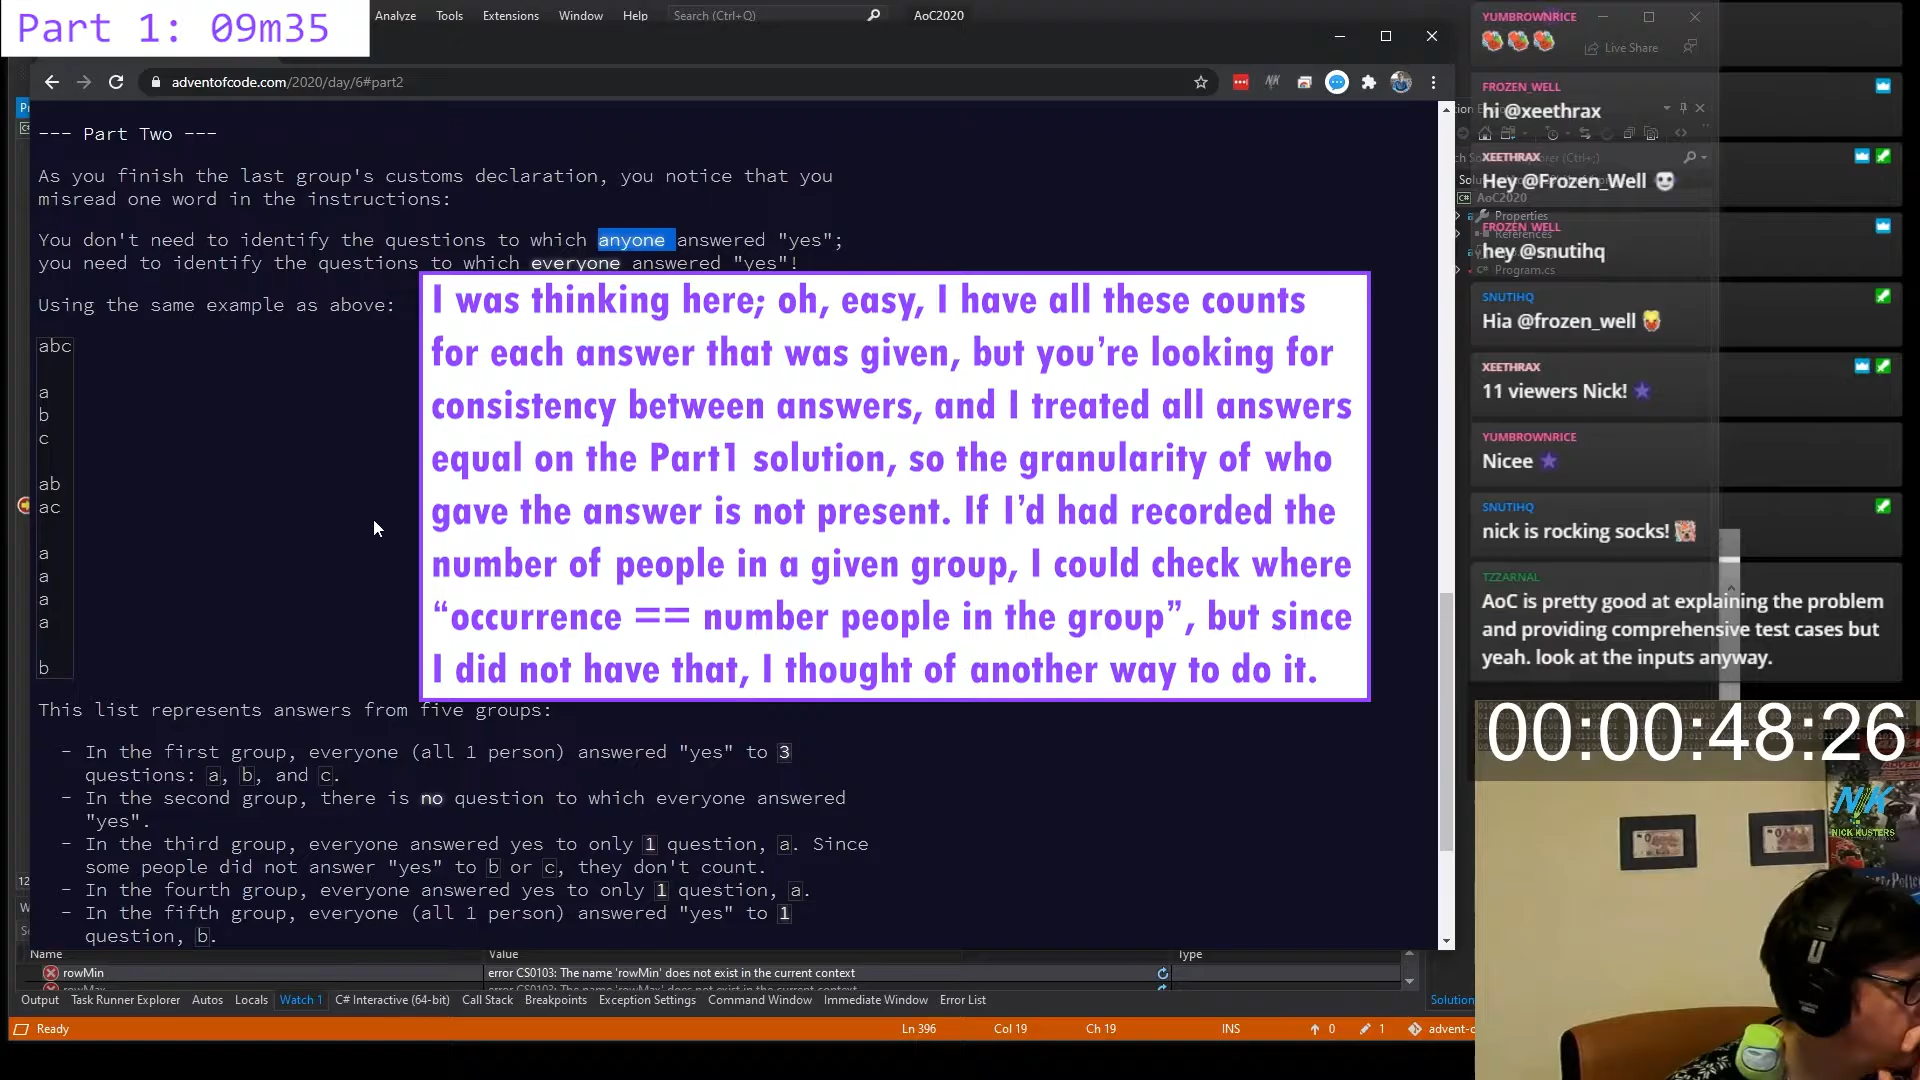 Part 1: 09m35
Analyze Tools Extensions Window Help Search (Ctrl+Q) AoC2020
adventofcode.com/2020/day/6#part2
--- Part Two ---
As you finish the last group's customs declaration, you notice that you
misread one word in the instructions:
You don't need to identify the questions to which anyone answered "yes";
you need to identify the questions to which everyone answered "yes"!
Using the same example as above:
abc
a
b
c
ab
ac
a
a
a
a
b
I was thinking here; oh, easy, I have all these counts
for each answer that was given, but you're looking for
consistency between answers, and I treated all answers
equal on the Part1 solution, so the granularity of who
gave the answer is not present. If I'd had recorded the
number of people in a given group, I could check where
“occurrence == number people in the group”, but since
I did not have that, I thought of another way to do it.
This list represents answers from five groups:
- In the first group, everyone (all 1 person) answered "yes" to 3
questions: a, b, and c.
- In the second group, there is no question to which everyone answered
"yes".
- In the third group, everyone answered yes to only 1 question, a. Since
some people did not answer "yes" to b or c, they don't count.
- In the fourth group, everyone answered yes to only 1 question, a.
- In the fifth group, everyone (all 1 person) answered "yes" to 1
question, b.
Name Value Type
rowMin error CS0103: The name 'rowMin' does not exist in the current context
Output Task Runner Explorer Autos Locals Watch 1 C# Interactive (64-bit) Call Stack Breakpoints Exception Settings Command Window Immediate Window Error List
Solution
Ready Ln 396 Col 19 Ch 19 INS 0 1 advent-c
YUMBROWNRICE
Live Share
FROZEN_WELL
hi @xeethrax
XEETHRAX
Hey @Frozen_Well
AoC2020
Properties
FROZEN_WELL
References
hey @snutihq
Program.cs
SNUTIHQ
Hia @frozen_well
XEETHRAX
11 viewers Nick!
YUMBROWNRICE
Nicee
SNUTIHQ
nick is rocking socks!
TZZARNAL
AoC is pretty good at explaining the problem
and providing comprehensive test cases but
yeah. look at the inputs anyway.
00:00:48:26
NK
NICK KUSTERS